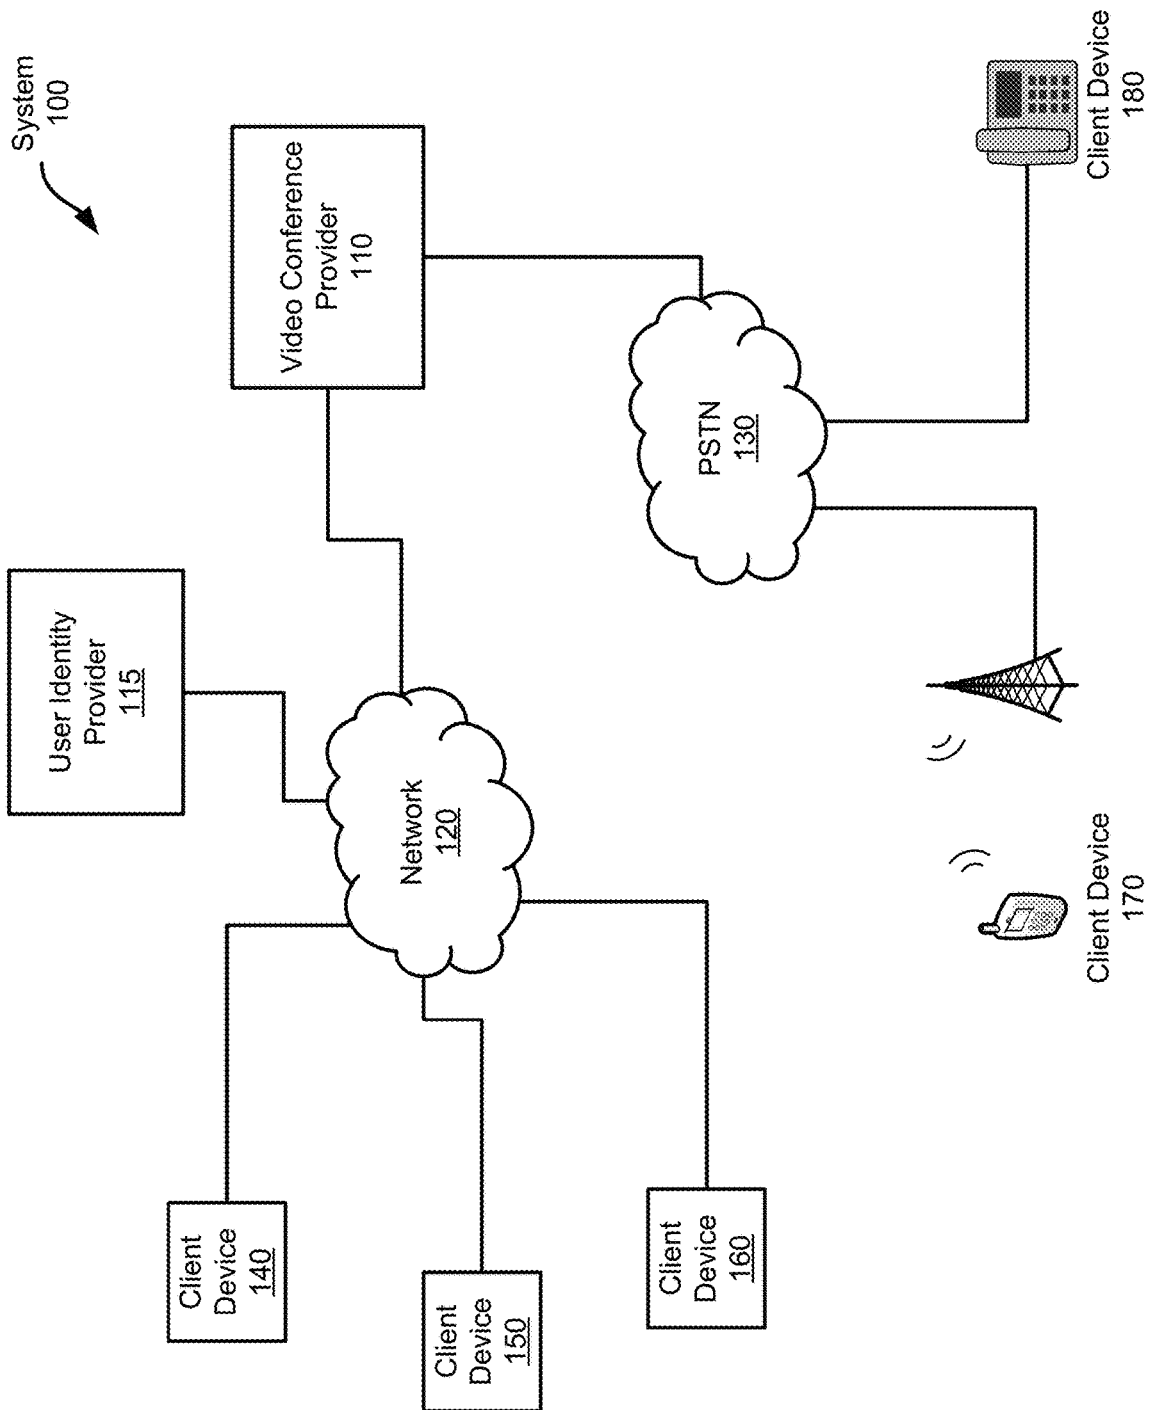 System
100
User Identity
Provider
115
Video Conference
Provider
110
Client
Device
140
Network
120
Client
Device
150
PSTN
130
Client
Device
160
Client Device
170
Client Device
180